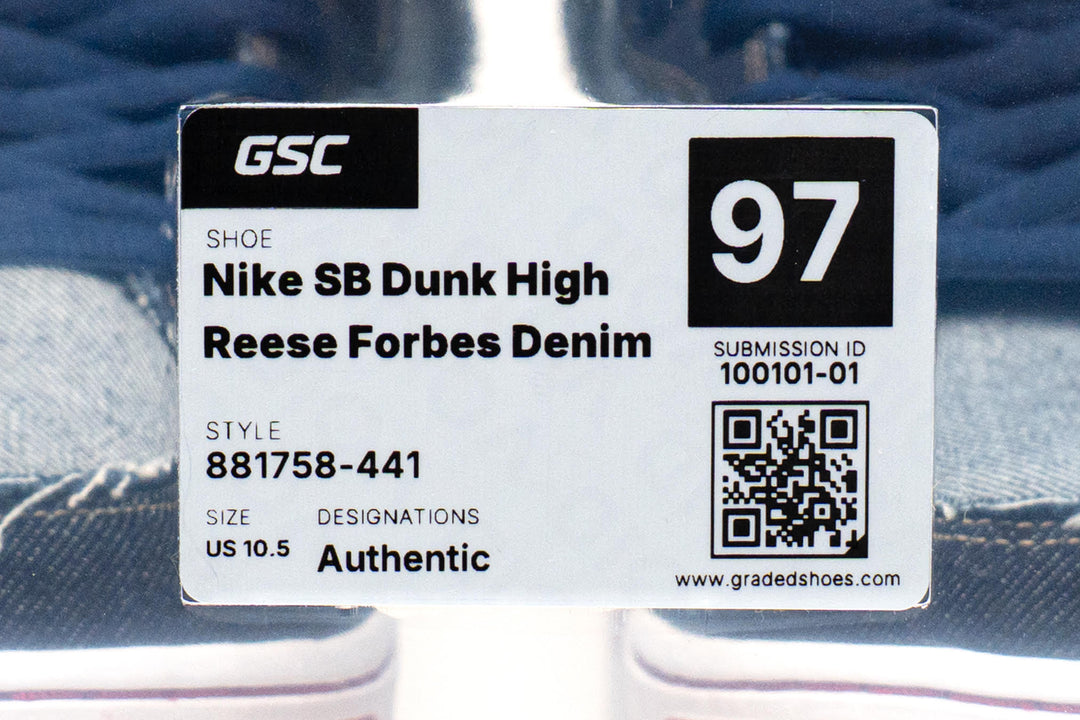 GSC
97
SHOE
Nike SB Dunk High
Reese Forbes Denim
SUBMISSION ID
100101-01
STYLE
881758-441
SIZE
DESIGNATIONS
US 10.5
Authentic
www.gradedshoes.com